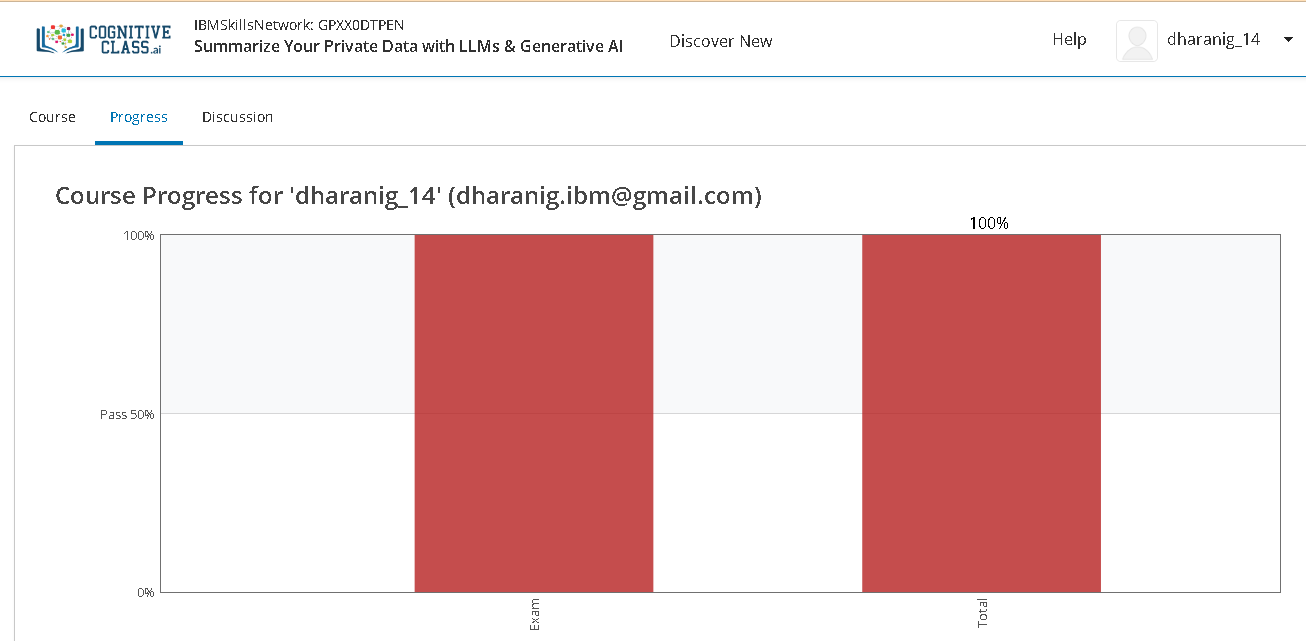 COGNITIVE
CLASS.ai
IBMSkillsNetwork: GPXX0DTPEN
Summarize Your Private Data with LLMs & Generative AI
Discover New
Help
dharanig_14
Course
Progress
Discussion
Course Progress for 'dharanig_14' (dharanig.ibm@gmail.com)
100%
100%
Pass 50%
0%
Exam
Total